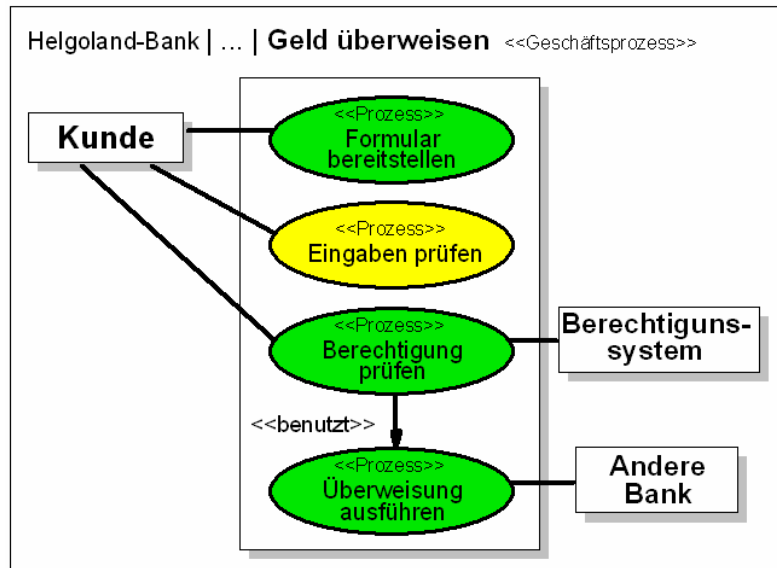 Helgoland-Bank | ... | Geld überweisen <<Geschäftsprozess>>
Kunde
<<Prozess>>
Formular
bereitstellen
<<Prozess>>
Eingaben prüfen
<<Prozess>>
Berechtigung
prüfen
Berechtiguns-
system
<<benutzt>>
<<Prozess>>
Überweisung
ausführen
Andere
Bank